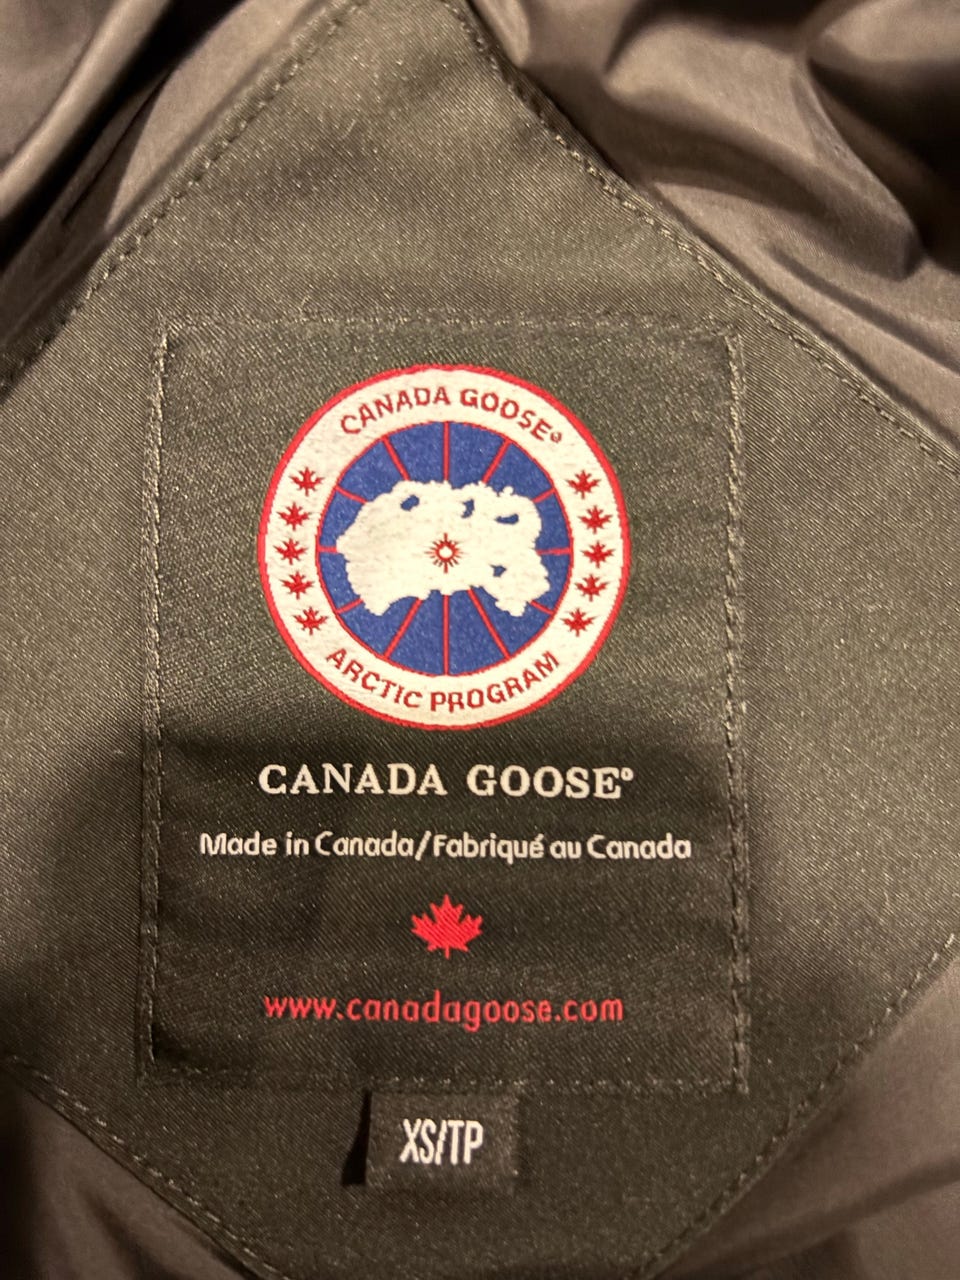 CANADA GOOSE®
ARCTIC PROGRAM
CANADA GOOSE®
Made in Canada/Fabriqué au Canada
www.canadagoose.com
XS/TP